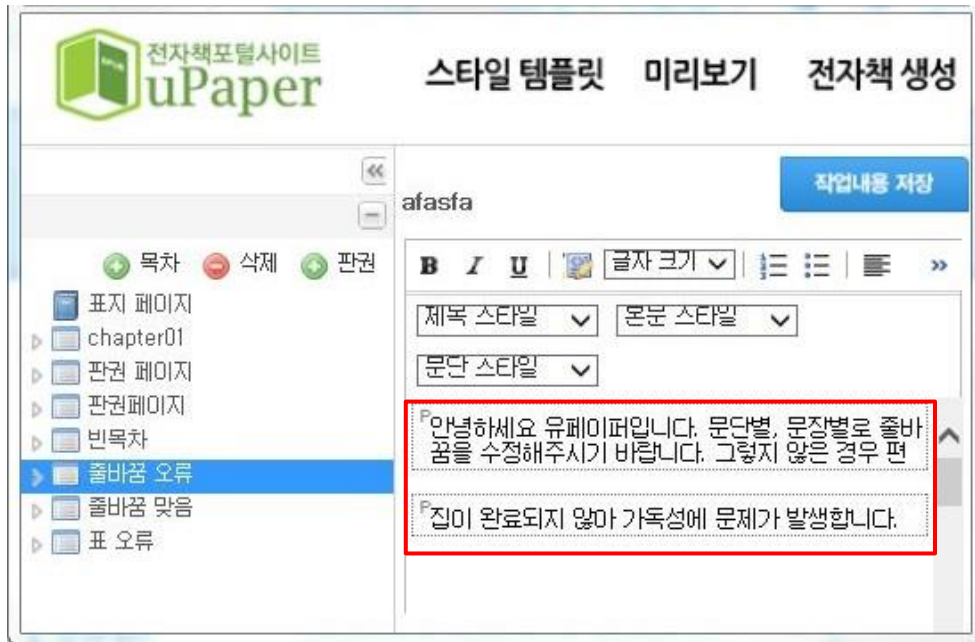 전자책포털사이트
uPaper
스타일 템플릿 미리보기 전자책 생성
작업내용 저장
afasfa
목차 삭제 판권
B I U 글자 크기
표지 페이지
chapter01
판권 페이지
판권페이지
빈목차
줄바꿈 오류
줄바꿈 맞음
표 오류
제목 스타일 본문 스타일
문단 스타일
P안녕하세요 유페이퍼입니다. 문단별, 문장별로 줄바
꿈을 수정해주시기 바랍니다. 그렇지 않은 경우 편
P집이 완료되지 않아 가독성에 문제가 발생합니다.